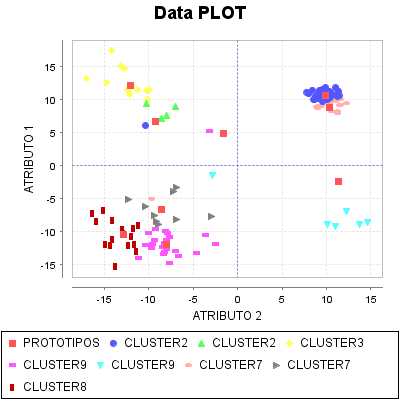 Data PLOT
ATRIBUTO 1
15
10
5
0
-5
-10
-15
-15
-10
-5
0
5
10
15
ATRIBUTO 2
PROTOTIPOS
CLUSTER2
CLUSTER2
CLUSTER3
CLUSTER9
CLUSTER9
CLUSTER7
CLUSTER7
CLUSTER8